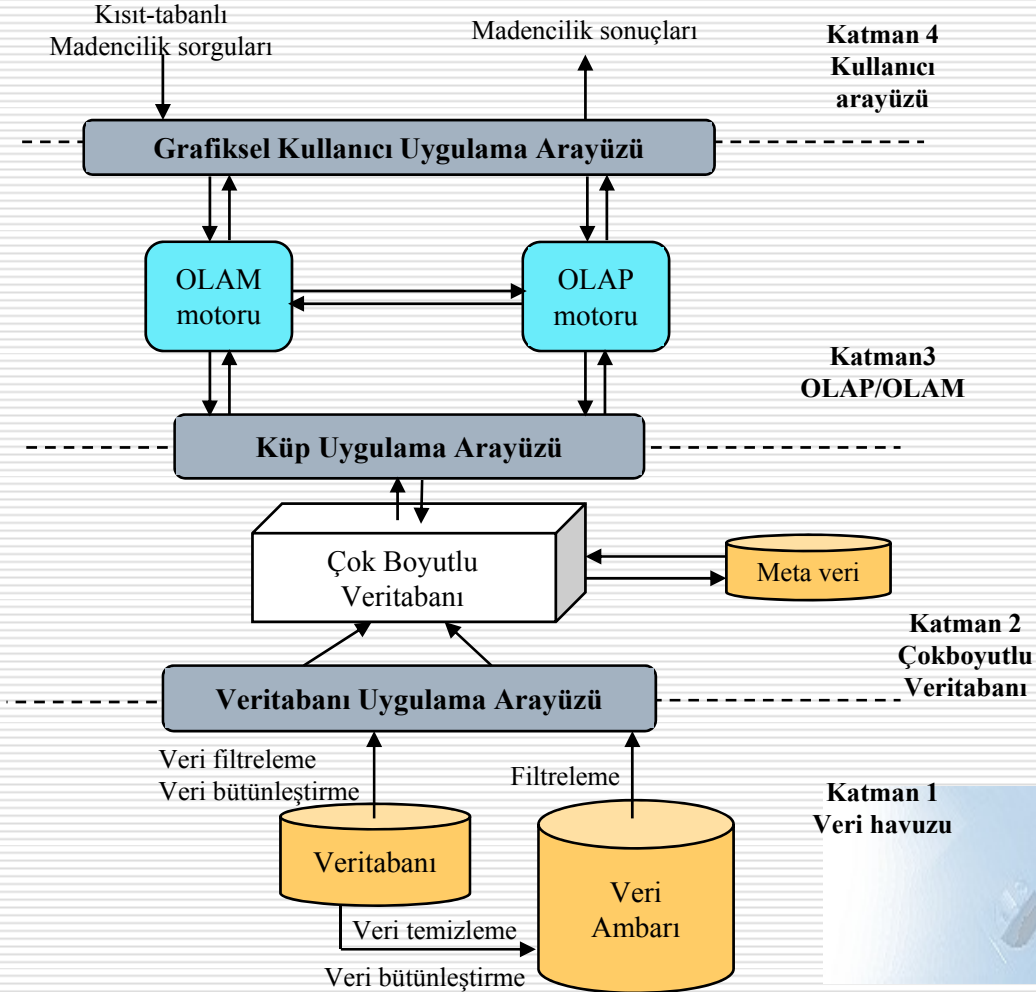 Kısıt-tabanlı
Madencilik sorguları
Madencilik sonuçları
Katman 4
Kullanıcı
arayüzü
Grafiksel Kullanıcı Uygulama Arayüzü
OLAM
motoru
OLAP
motoru
Katman3
OLAP/OLAM
Küp Uygulama Arayüzü
Çok Boyutlu
Veritabanı
Meta veri
Katman 2
Çokboyutlu
Veritabanı
Veritabanı Uygulama Arayüzü
Veri filtreleme
Veri bütünleştirme
Filtreleme
Katman 1
Veri havuzu
Veritabanı
Veri
Ambarı
Veri temizleme
Veri bütünleştirme